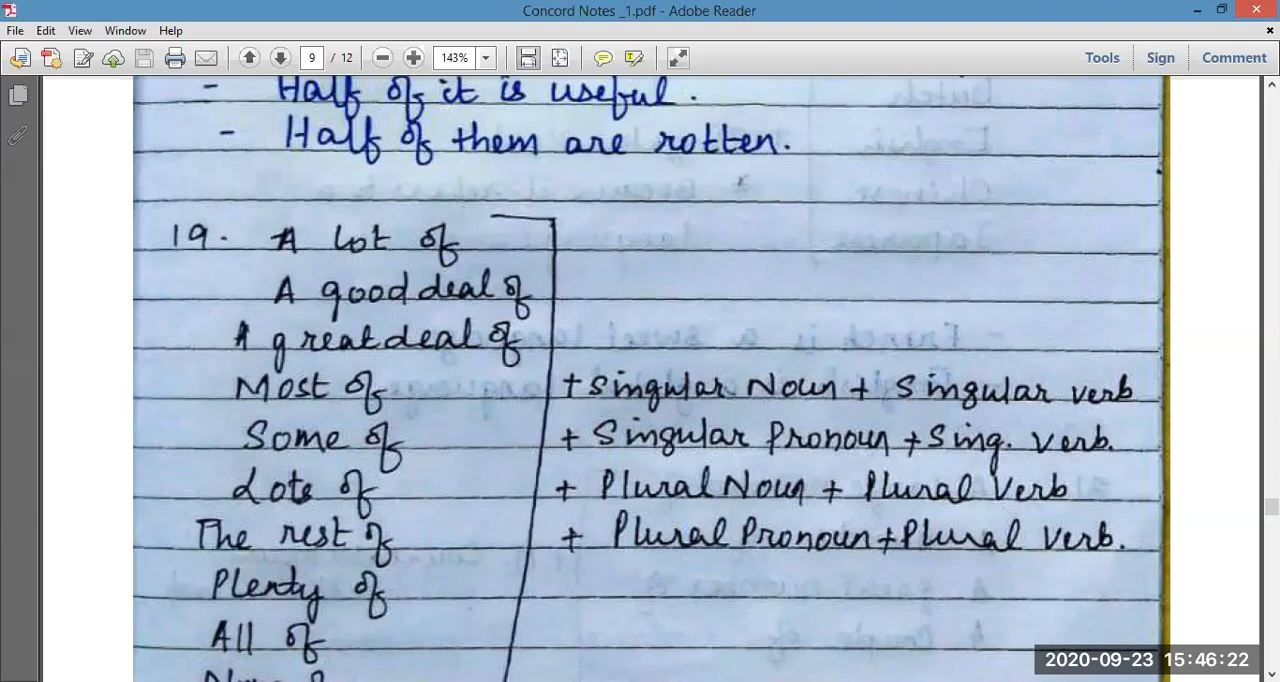 Concord Notes _1.pdf - Adobe Reader
File Edit View Window Help
9 / 12 143% Tools Sign Comment
- Half of it is useful.
- Half of them are rotten.
19. A lot of
A good deal of
A great deal of
Most of + Singular Noun + Singular verb
Some of + Singular Pronoun + Sing. verb.
Lots of + Plural Noun + Plural Verb
The rest of + Plural Pronoun + Plural verb.
Plenty of
All of
2020-09-23 15:46:22